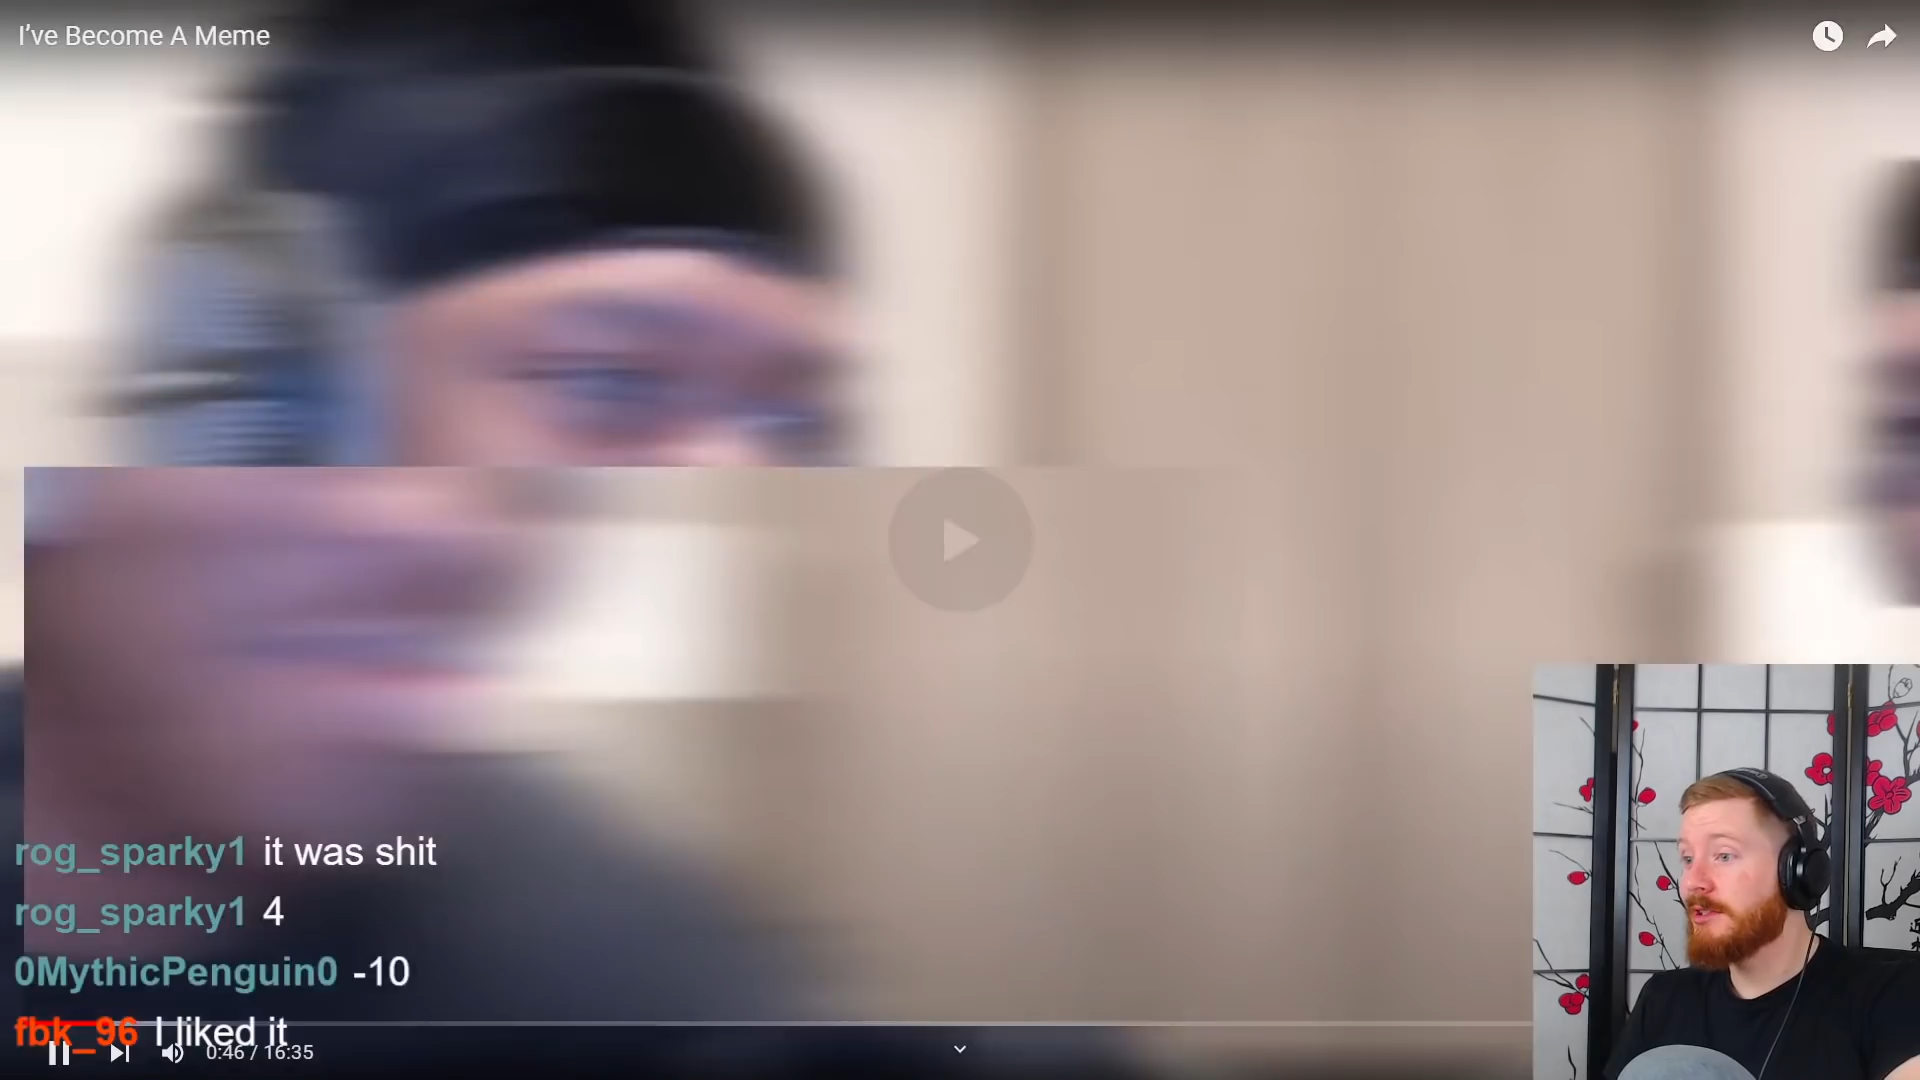 I’ve Become A Meme
rog_sparky1 it was shit
rog_sparky1 4
0MythicPenguin0 -10
fbk_96 I liked it
0:46 / 16:35